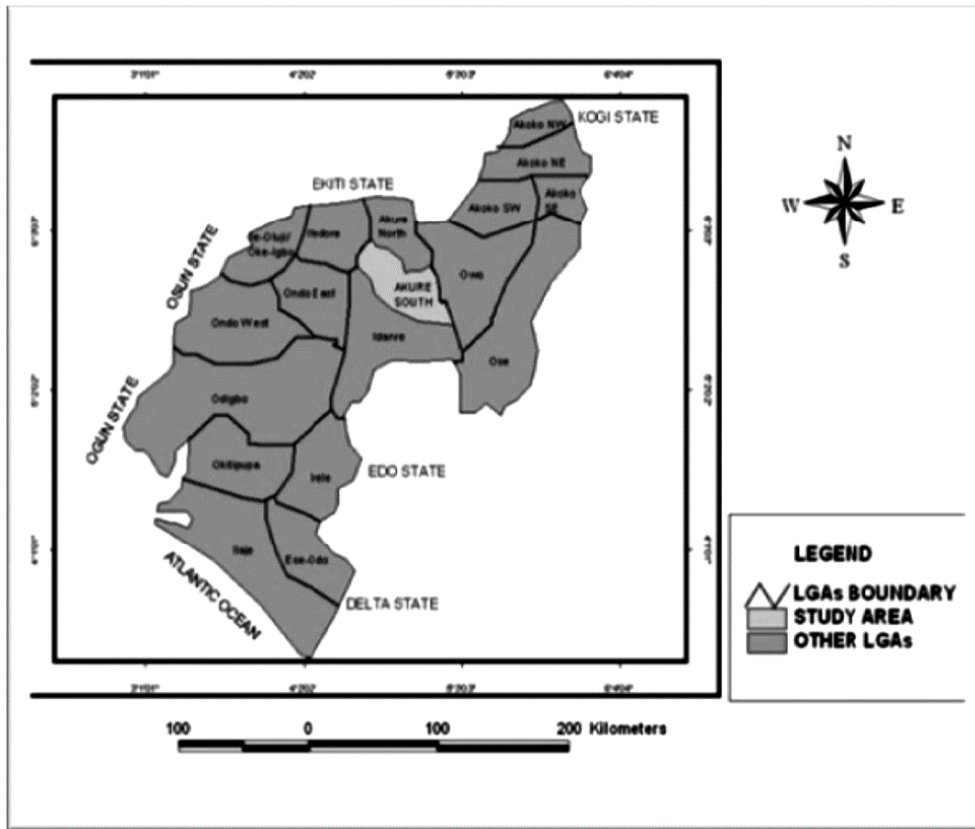 KOGI STATE
Akoko NW
Akoko NE
Akoko SW
Akoko SE
EKITI STATE
Akure North
Ifedore
OSUN STATE
Owo
AKURE SOUTH
Ondo East
Ondo West
Idanre
Ose
Odigbo
OGUN STATE
Okitipupa
Irele
EDO STATE
Ilaje
Ese-Odo
ATLANTIC OCEAN
DELTA STATE
N
W
E
S
LEGEND
LGAs BOUNDARY
STUDY AREA
OTHER LGAs
100 0 100 200 Kilometers